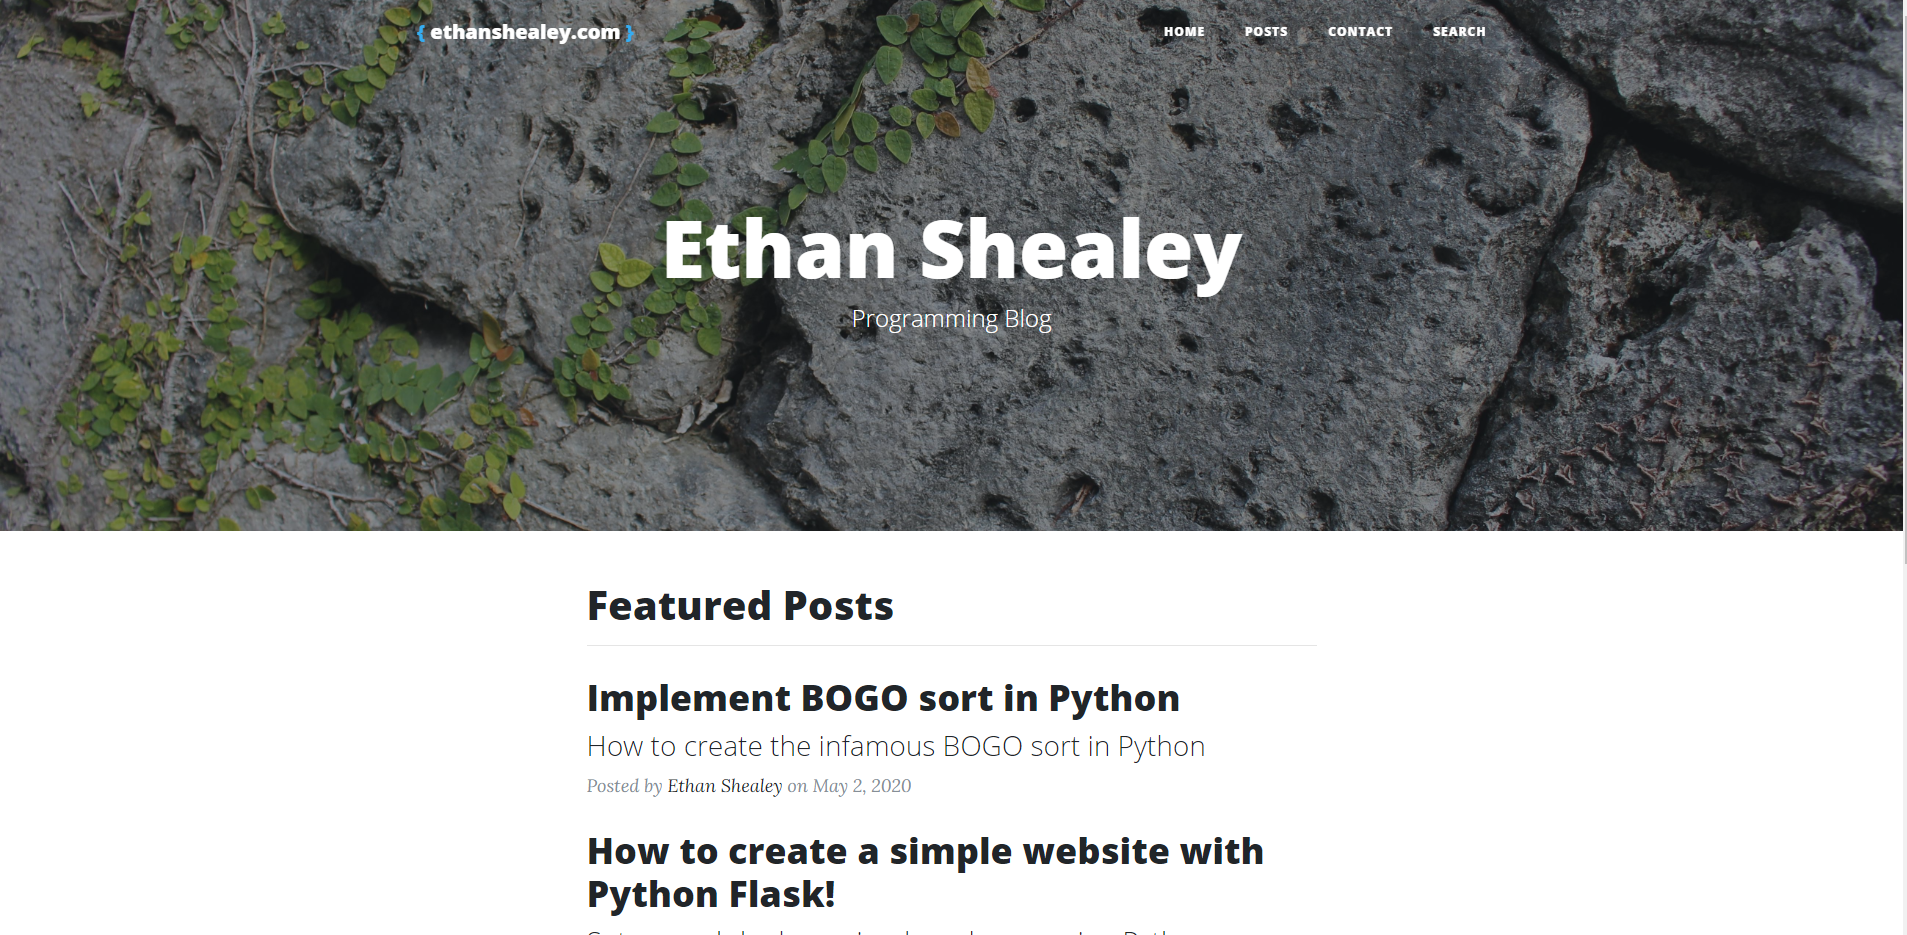 { ethanshealey.com }
HOME POSTS CONTACT SEARCH
Ethan Shealey
Programming Blog
Featured Posts
Implement BOGO sort in Python
How to create the infamous BOGO sort in Python
Posted by Ethan Shealey on May 2, 2020
How to create a simple website with
Python Flask!